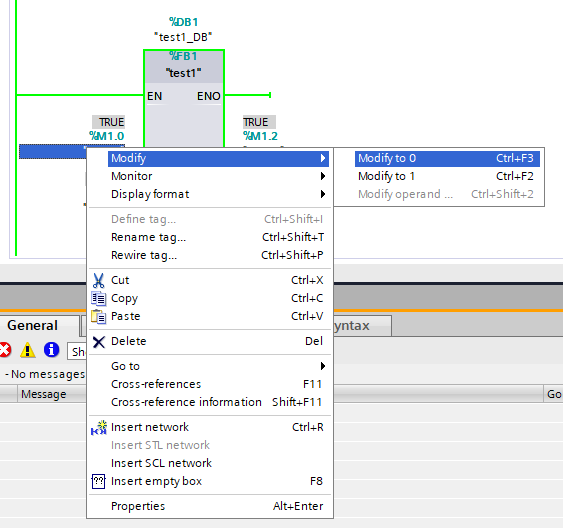 %DB1
"test1_DB"
%FB1
"test1"
EN ENO
TRUE TRUE
%M1.0 %M1.2
Modify
Modify to 0 Ctrl+F3
Monitor
Modify to 1 Ctrl+F2
Display format
Modify operand ... Ctrl+Shift+2
Define tag... Ctrl+Shift+I
Rename tag... Ctrl+Shift+T
Rewire tag... Ctrl+Shift+P
Cut Ctrl+X
Copy Ctrl+C
Paste Ctrl+V
General
Delete Del
- No messages
Go to
Message
Go
Cross-references F11
Cross-reference information Shift+F11
Insert network Ctrl+R
Insert STL network
Insert SCL network
Insert empty box F8
Properties Alt+Enter